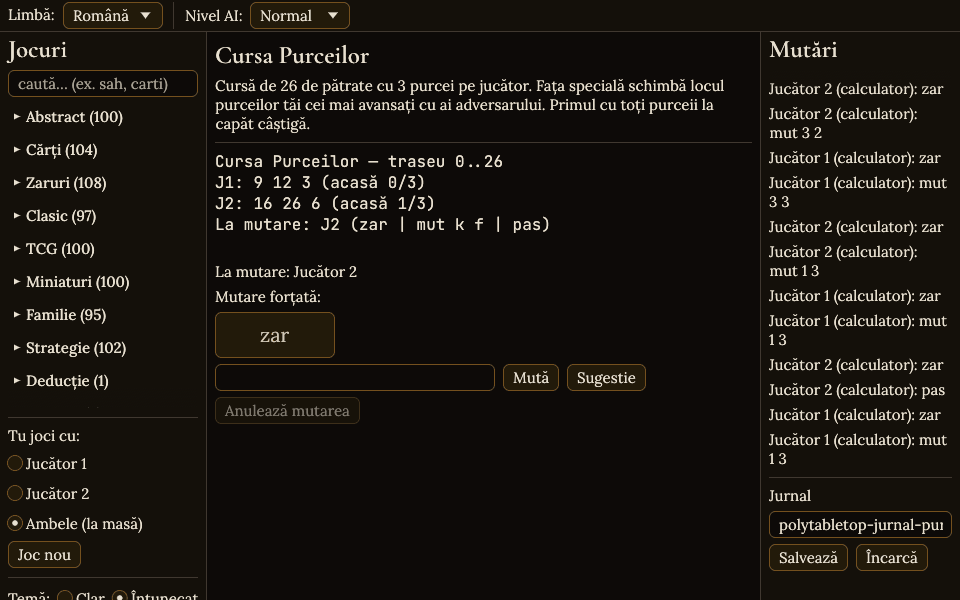 Limbă: Română Nivel AI: Normal
Jocuri
caută... (ex. sah, carti)
Abstract (100)
Cărți (104)
Zaruri (108)
Clasic (97)
TCG (100)
Miniaturi (100)
Familie (95)
Strategie (102)
Deducție (1)
Tu joci cu:
Jucător 1
Jucător 2
Ambele (la masă)
Joc nou
Temă: Clar Întunecat
Cursa Purceilor
Cursă de 26 de pătrate cu 3 purcei pe jucător. Fața specială schimbă locul
purceilor tăi cei mai avansați cu ai adversarului. Primul cu toți purceii la
capăt câștigă.
Cursa Purceilor — traseu 0..26
J1: 9 12 3 (acasă 0/3)
J2: 16 26 6 (acasă 1/3)
La mutare: J2 (zar | mut k f | pas)
La mutare: Jucător 2
Mutare forțată:
zar
Mută Sugestie
Anulează mutarea
Mutări
Jucător 2 (calculator): zar
Jucător 2 (calculator):
mut 3 2
Jucător 1 (calculator): zar
Jucător 1 (calculator): mut
3 3
Jucător 2 (calculator): zar
Jucător 2 (calculator):
mut 1 3
Jucător 1 (calculator): zar
Jucător 1 (calculator): mut
1 3
Jucător 2 (calculator): zar
Jucător 2 (calculator): pas
Jucător 1 (calculator): zar
Jucător 1 (calculator): mut
1 3
Jurnal
polytabletop-jurnal-pur
Salvează Încarcă